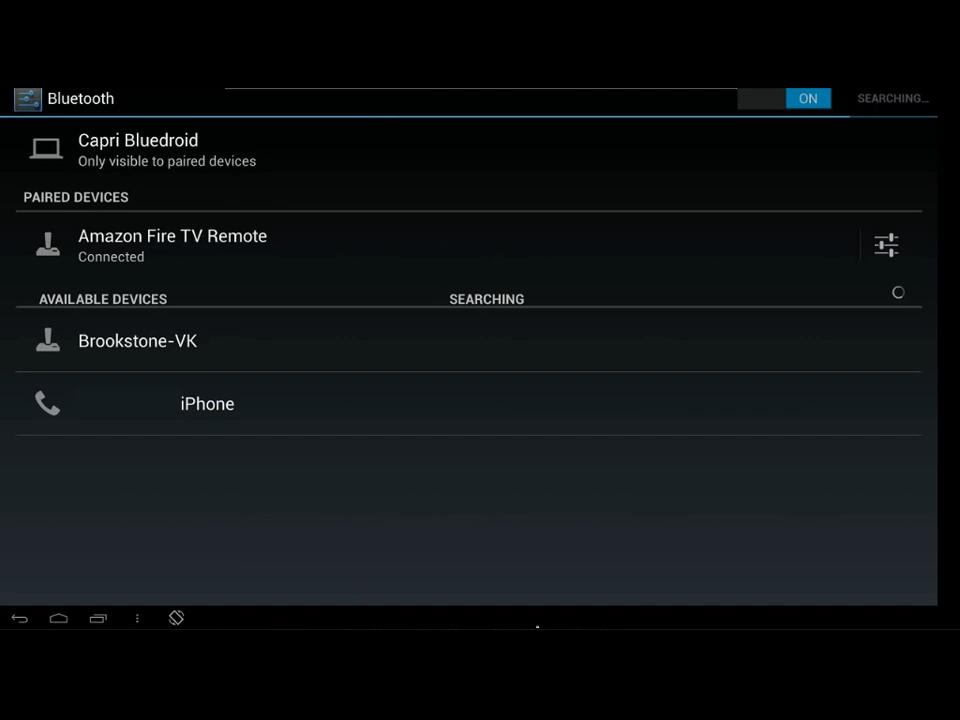 Bluetooth
ON
SEARCHING...
Capri Bluedroid
Only visible to paired devices
PAIRED DEVICES
Amazon Fire TV Remote
Connected
AVAILABLE DEVICES
SEARCHING
Brookstone-VK
iPhone